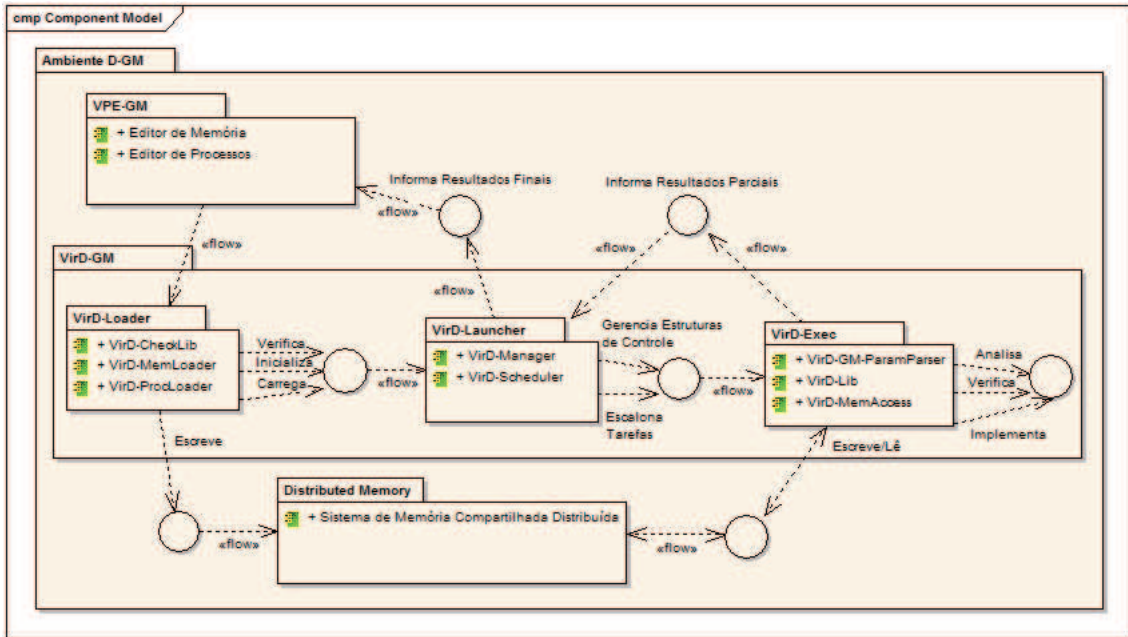 cmp Component Model
Ambiente D-GM
VPE-GM
+ Editor de Memória
+ Editor de Processos
Informa Resultados Finais
Informa Resultados Parciais
«flow»
«flow»
«flow»
«flow»
VirD-GM
«flow»
VirD-Loader
+ VirD-CheckLib
+ VirD-MemLoader
+ VirD-ProcLoader
Verifica
Inicializa
Carrega
«flow»
VirD-Launcher
+ VirD-Manager
+ VirD-Scheduler
Gerencia Estruturas
de Controle
Escalona
Tarefas
«flow»
VirD-Exec
+ VirD-GM-ParamParser
+ VirD-Lib
+ VirD-MemAccess
Analisa
Verifica
Implementa
Escreve
Escreve/Lê
Distributed Memory
+ Sistema de Memória Compartilhada Distribuída
«flow»
«flow»